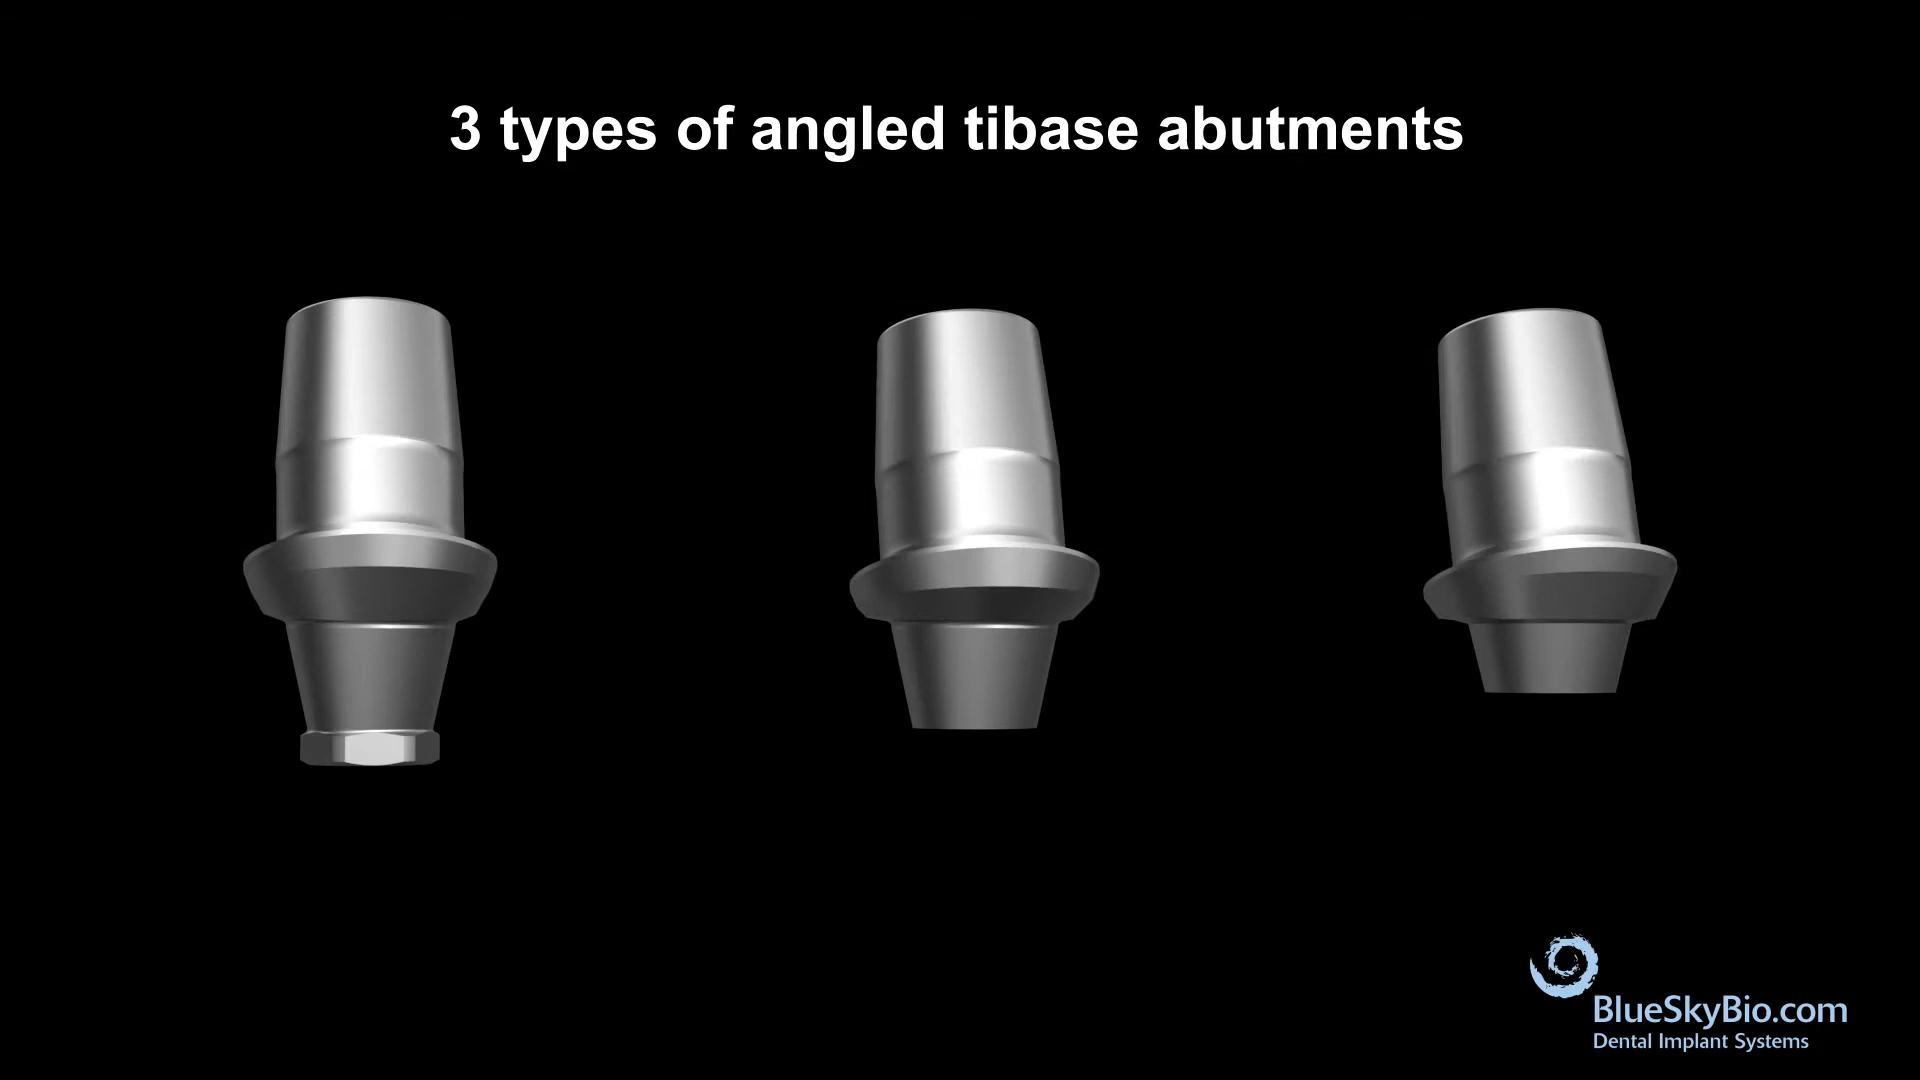 3 types of angled tibase abutments
BlueSkyBio.com
Dental Implant Systems